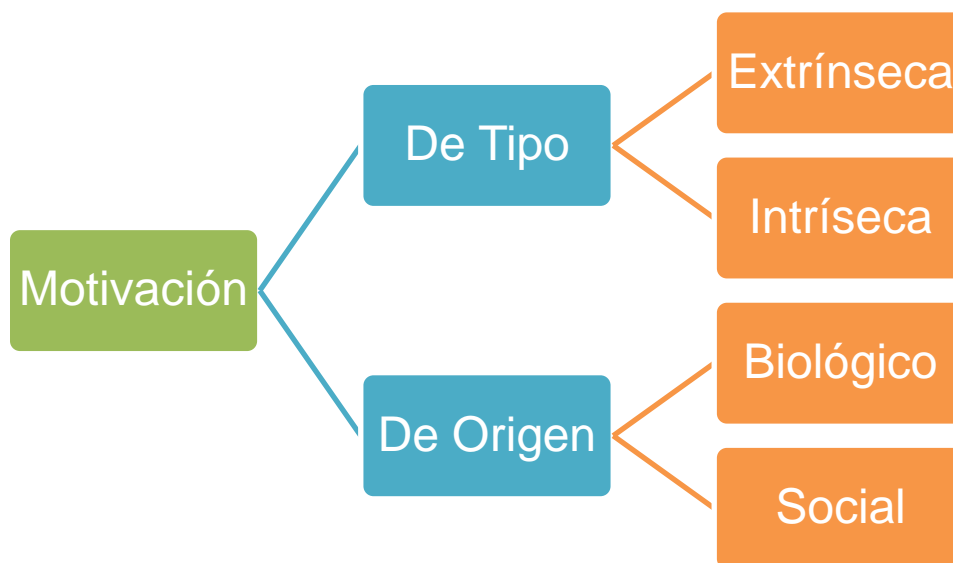 Motivación
De Tipo
Extrínseca
Intríseca
De Origen
Biológico
Social